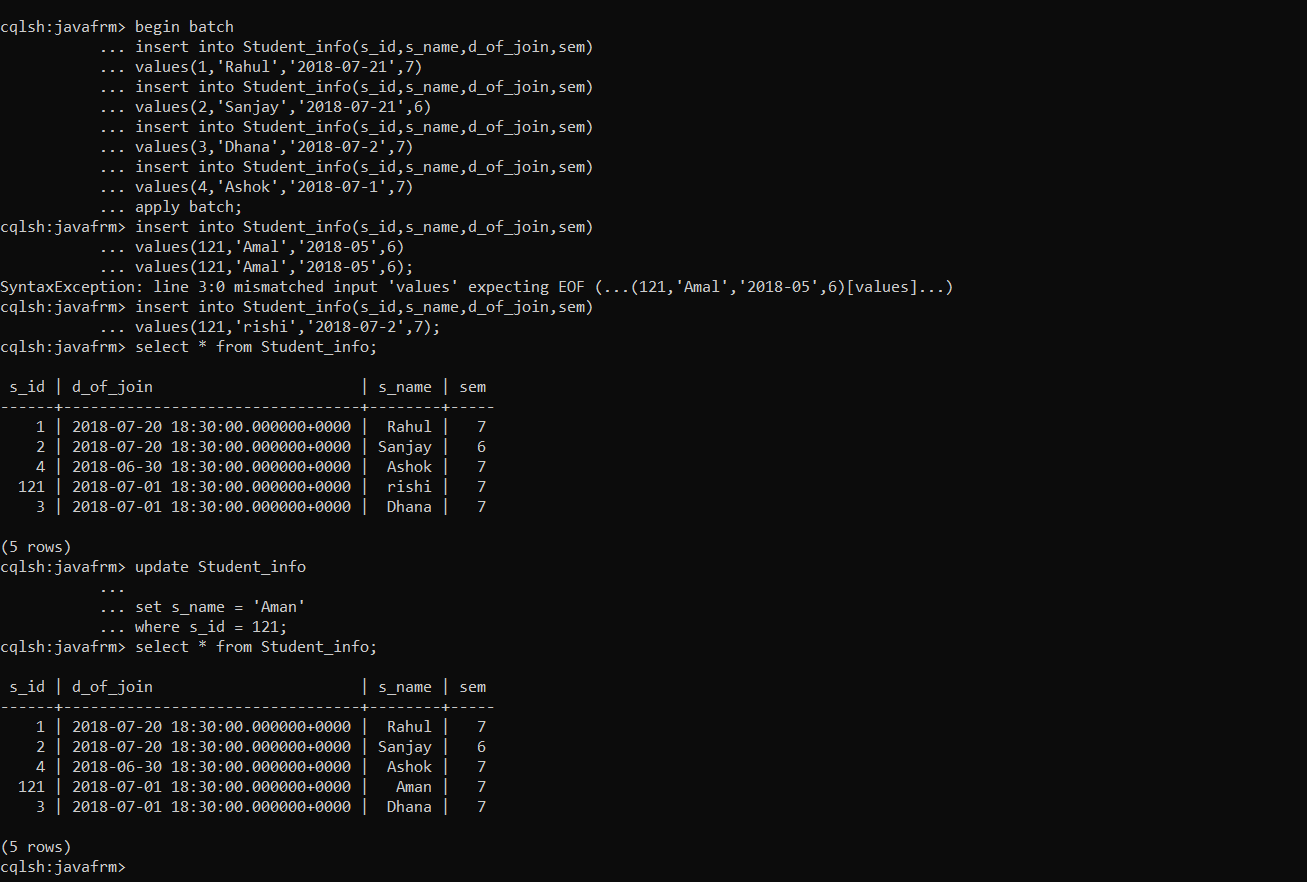 cqlsh:javafrm> begin batch
           ... insert into Student_info(s_id,s_name,d_of_join,sem)
           ... values(1,'Rahul','2018-07-21',7)
           ... insert into Student_info(s_id,s_name,d_of_join,sem)
           ... values(2,'Sanjay','2018-07-21',6)
           ... insert into Student_info(s_id,s_name,d_of_join,sem)
           ... values(3,'Dhana','2018-07-2',7)
           ... insert into Student_info(s_id,s_name,d_of_join,sem)
           ... values(4,'Ashok','2018-07-1',7)
           ... apply batch;
cqlsh:javafrm> insert into Student_info(s_id,s_name,d_of_join,sem)
           ... values(121,'Amal','2018-05',6)
           ... values(121,'Amal','2018-05',6);
SyntaxException: line 3:0 mismatched input 'values' expecting EOF (...(121,'Amal','2018-05',6)[values]...)
cqlsh:javafrm> insert into Student_info(s_id,s_name,d_of_join,sem)
           ... values(121,'rishi','2018-07-2',7);
cqlsh:javafrm> select * from Student_info;

 s_id | d_of_join                       | s_name | sem
------+---------------------------------+--------+-----
    1 | 2018-07-20 18:30:00.000000+0000 |  Rahul |   7
    2 | 2018-07-20 18:30:00.000000+0000 | Sanjay |   6
    4 | 2018-06-30 18:30:00.000000+0000 |  Ashok |   7
  121 | 2018-07-01 18:30:00.000000+0000 |  rishi |   7
    3 | 2018-07-01 18:30:00.000000+0000 |  Dhana |   7

(5 rows)
cqlsh:javafrm> update Student_info
           ...
           ... set s_name = 'Aman'
           ... where s_id = 121;
cqlsh:javafrm> select * from Student_info;

 s_id | d_of_join                       | s_name | sem
------+---------------------------------+--------+-----
    1 | 2018-07-20 18:30:00.000000+0000 |  Rahul |   7
    2 | 2018-07-20 18:30:00.000000+0000 | Sanjay |   6
    4 | 2018-06-30 18:30:00.000000+0000 |  Ashok |   7
  121 | 2018-07-01 18:30:00.000000+0000 |   Aman |   7
    3 | 2018-07-01 18:30:00.000000+0000 |  Dhana |   7

(5 rows)
cqlsh:javafrm>